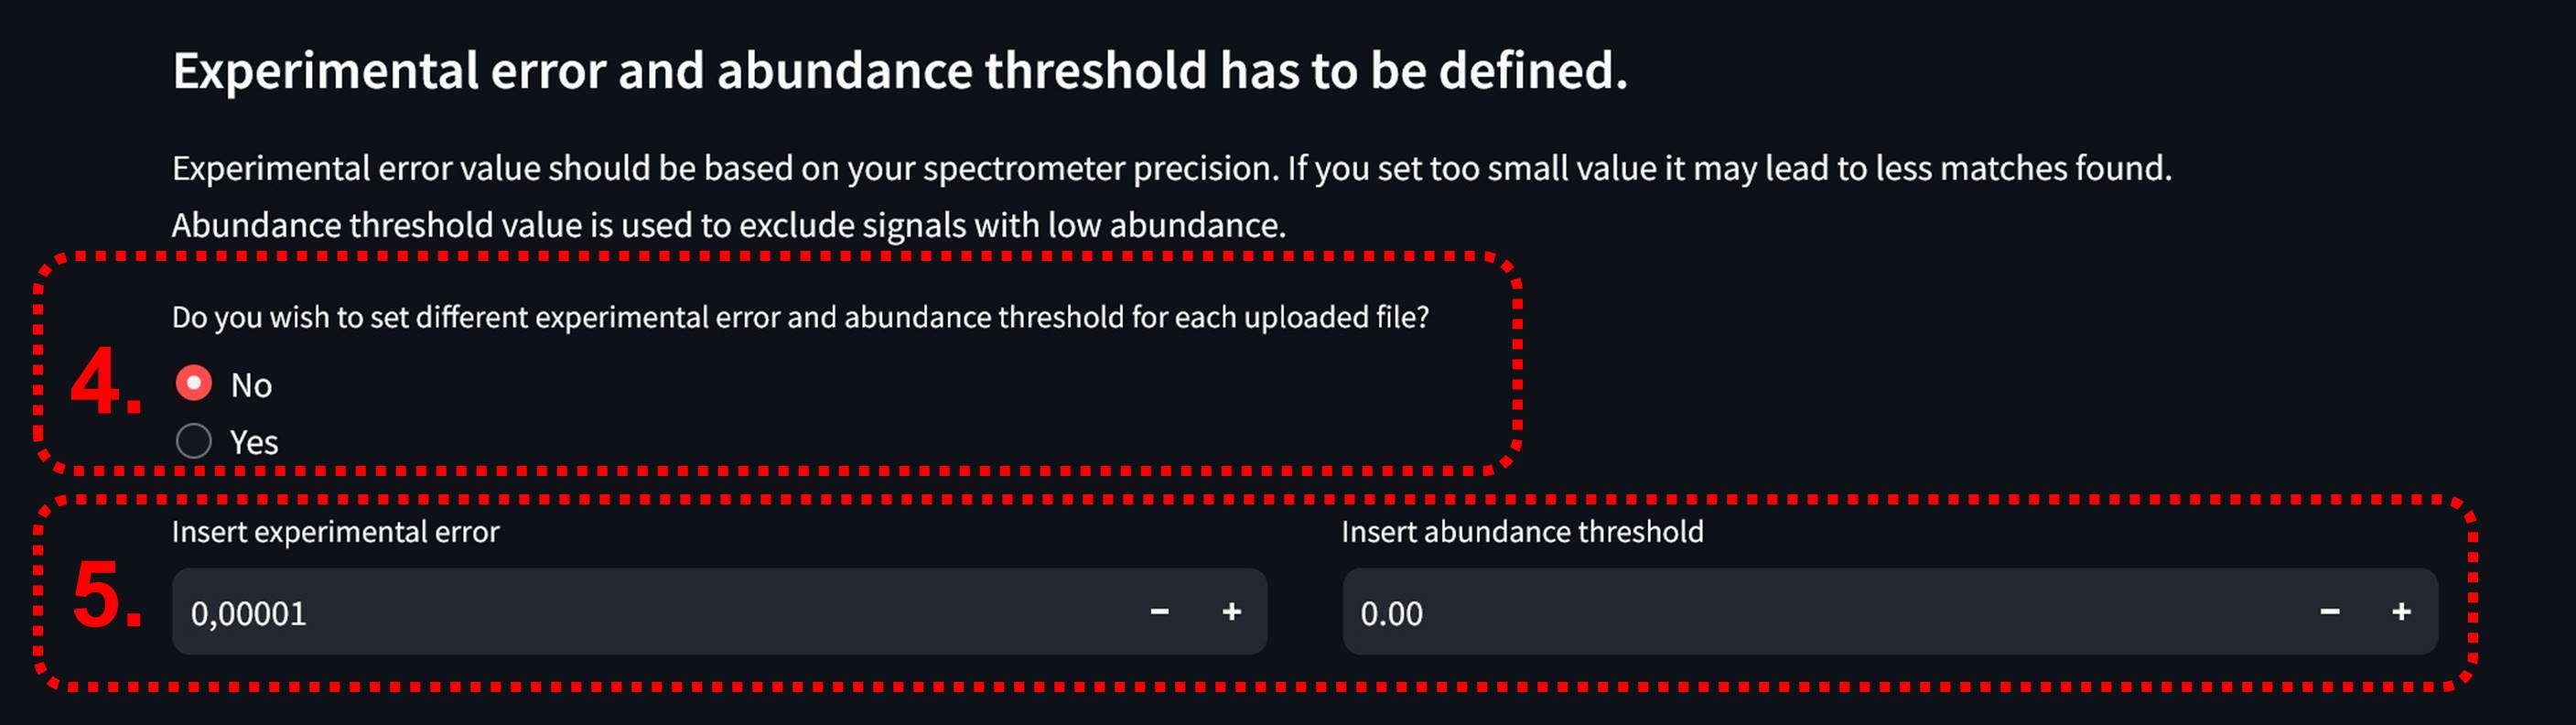 Experimental error and abundance threshold has to be defined.
Experimental error value should be based on your spectrometer precision. If you set too small value it may lead to less matches found.
Abundance threshold value is used to exclude signals with low abundance.
Do you wish to set different experimental error and abundance threshold for each uploaded file?
4.
No
Yes
5.
Insert experimental error
0,00001
− +
Insert abundance threshold
0.00
− +